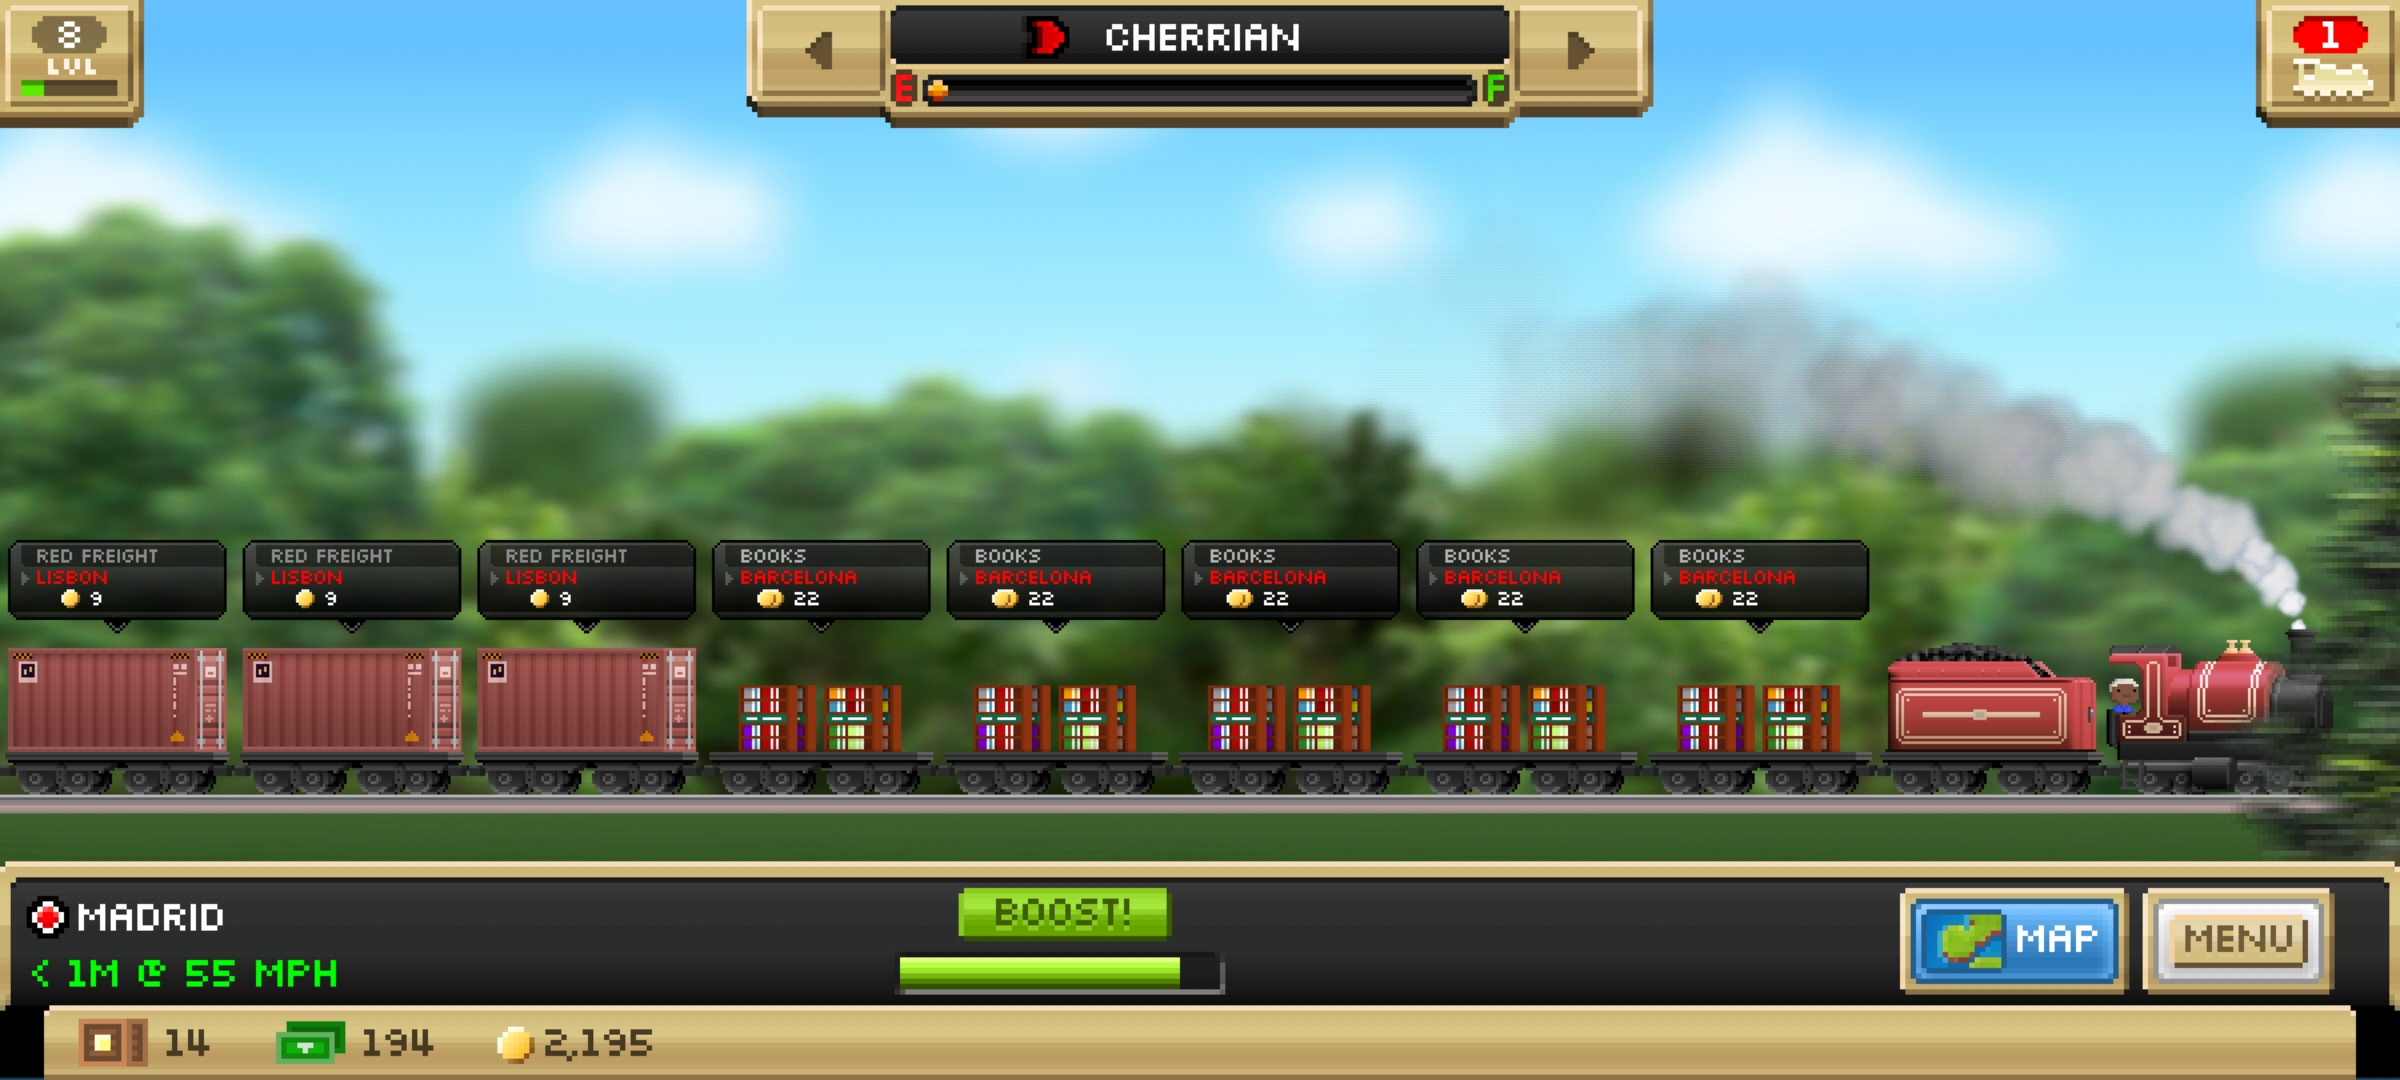 8
LVL
CHERRIAN
E F
1
RED FREIGHT
LISBON
9
RED FREIGHT
LISBON
9
RED FREIGHT
LISBON
9
BOOKS
BARCELONA
22
BOOKS
BARCELONA
22
BOOKS
BARCELONA
22
BOOKS
BARCELONA
22
BOOKS
BARCELONA
22
MADRID
< 1M @ 55 MPH
BOOST!
MAP
MENU
14 194 2,195